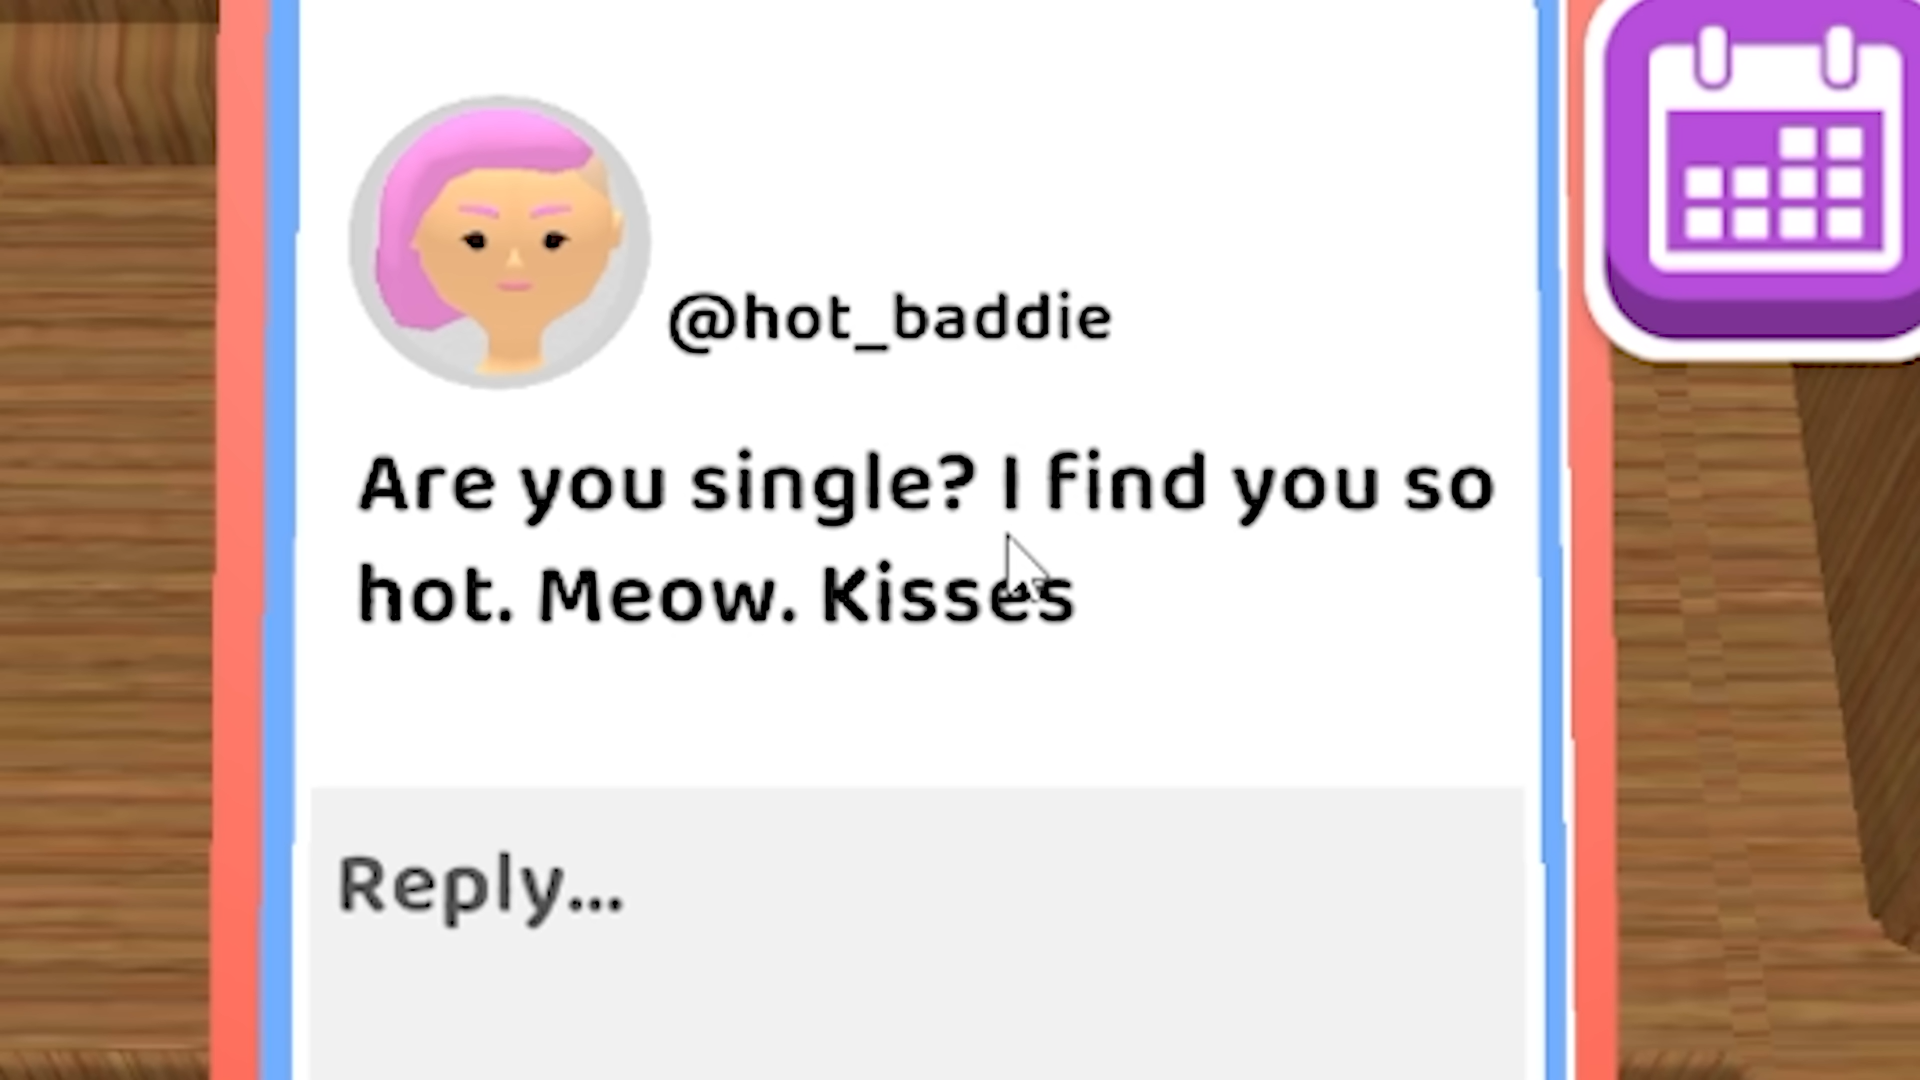 @hot_baddie
Are you single? I find you so
hot. Meow. Kisses
Reply...